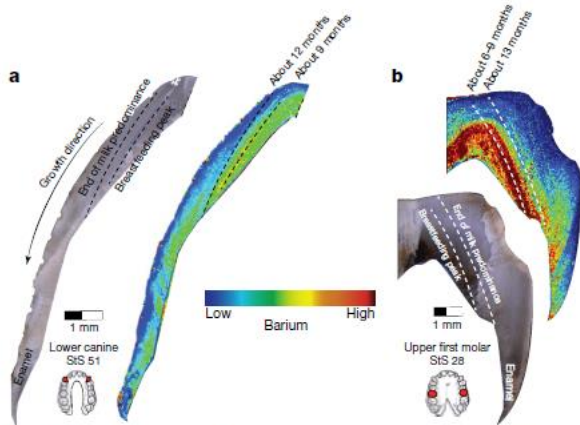 a
Growth direction
End of milk predominance
Breastfeeding peak
About 12 months
About 9 months
1 mm
Lower canine
StS 51
Enamel
Low
High
Barium
b
About 6–9 months
About 13 months
Breastfeeding peak
End of milk predominance
1 mm
Upper first molar
StS 28
Enamel